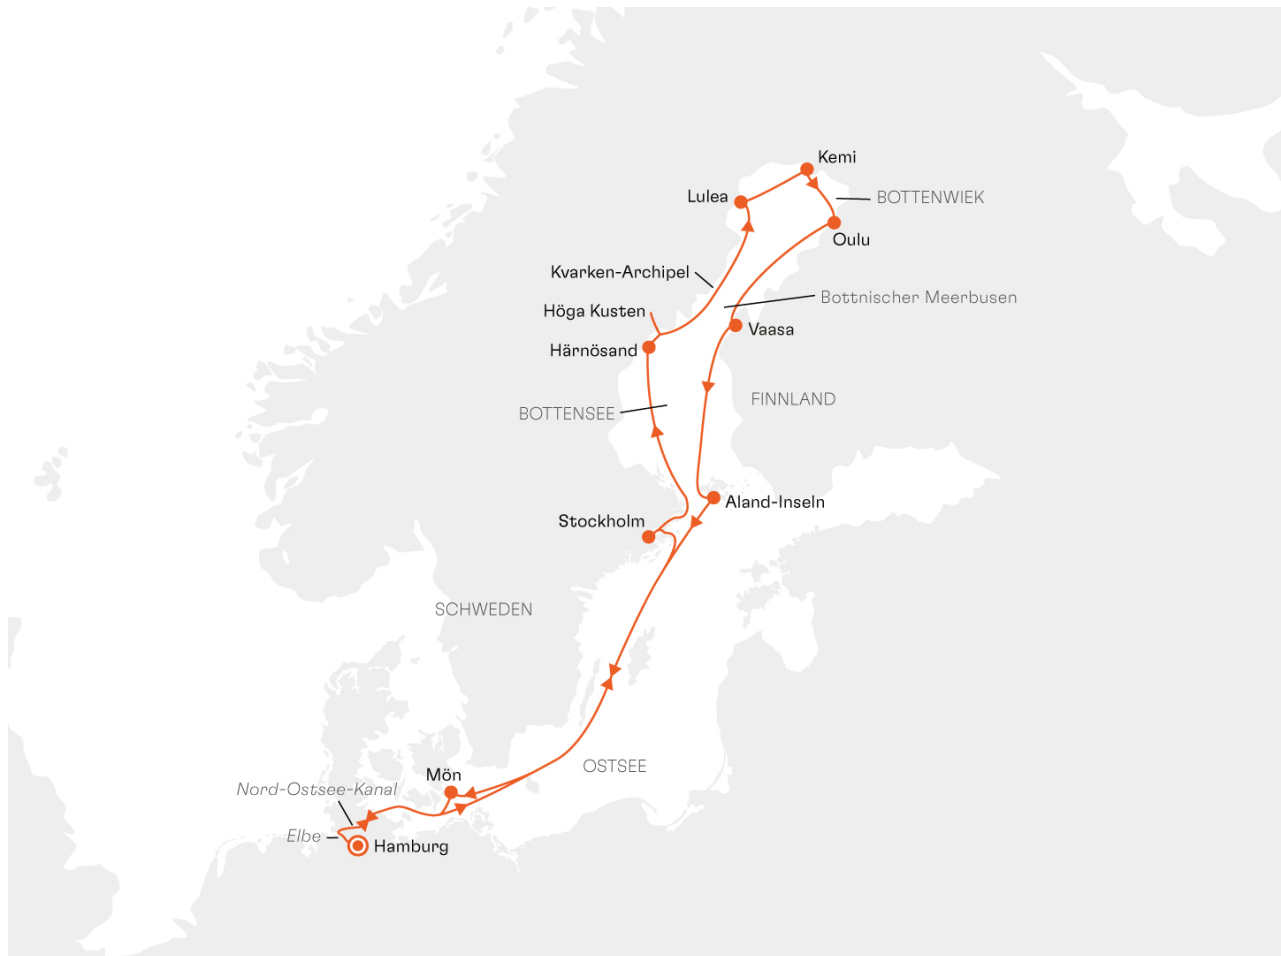 Kemi
Lulea
BOTTENWIEK
Oulu
Kvarken-Archipel
Bottnischer Meerbusen
Höga Kusten
Vaasa
Härnösand
FINNLAND
BOTTENSEE
Aland-Inseln
Stockholm
SCHWEDEN
OSTSEE
Mön
Nord-Ostsee-Kanal
Elbe
Hamburg